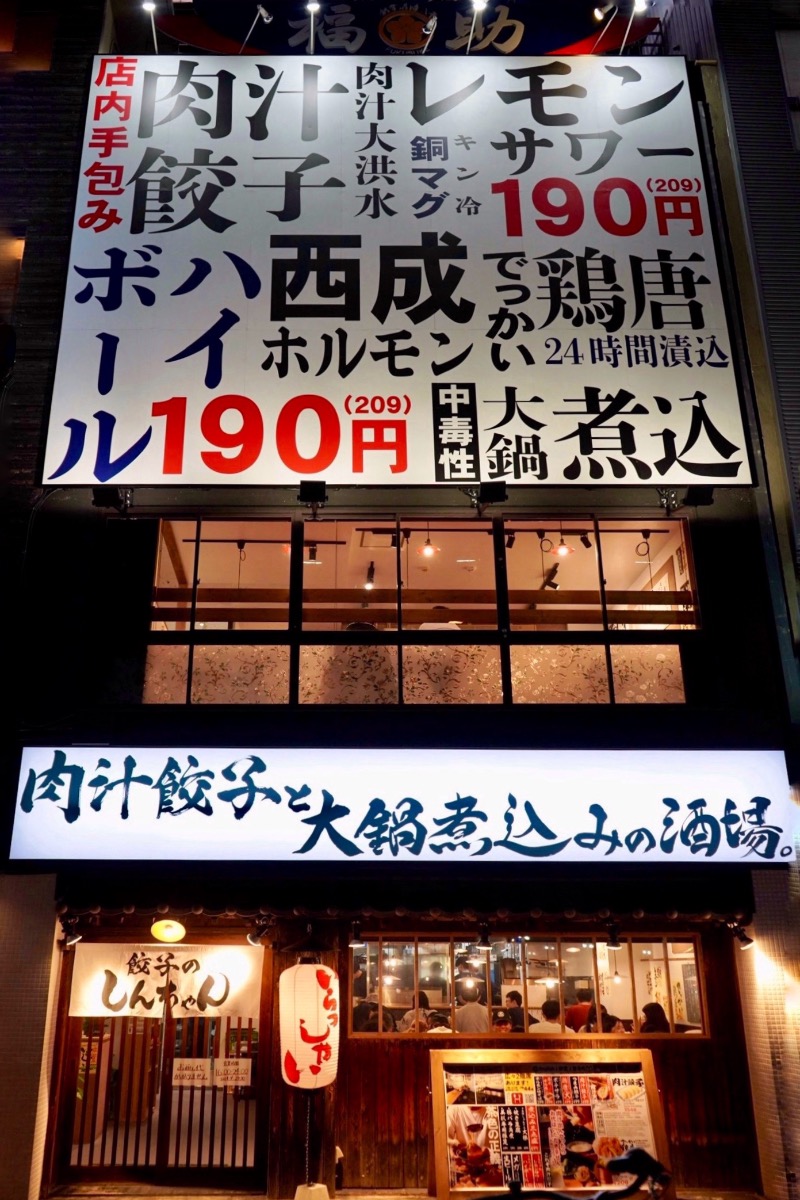 福助
店内手包み
肉汁餃子
肉汁大洪水
銅マグ
キン冷
レモンサワー
190円
(209)
ハイボール
190円
(209)
西成
ホルモン
でっかい
鶏唐
24時間漬込
中毒性
大鍋
煮込
肉汁餃子と大鍋煮込みの酒場。
餃子の
しんちゃん
いらっしゃい
肉汁餃子